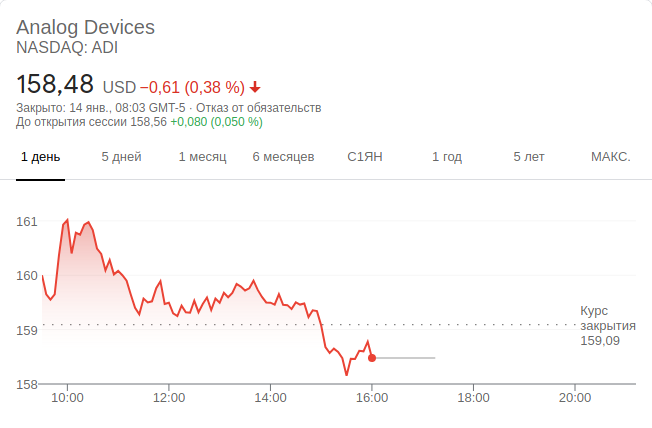 Analog Devices
NASDAQ: ADI
158,48 USD −0,61 (0,38 %)
Закрыто: 14 янв., 08:03 GMT-5 · Отказ от обязательств
До открытия сессии 158,56 +0,080 (0,050 %)
1 день 5 дней 1 месяц 6 месяцев С1ЯН 1 год 5 лет МАКС.
161
160
159
158
Курс
закрытия
159,09
10:00 12:00 14:00 16:00 18:00 20:00